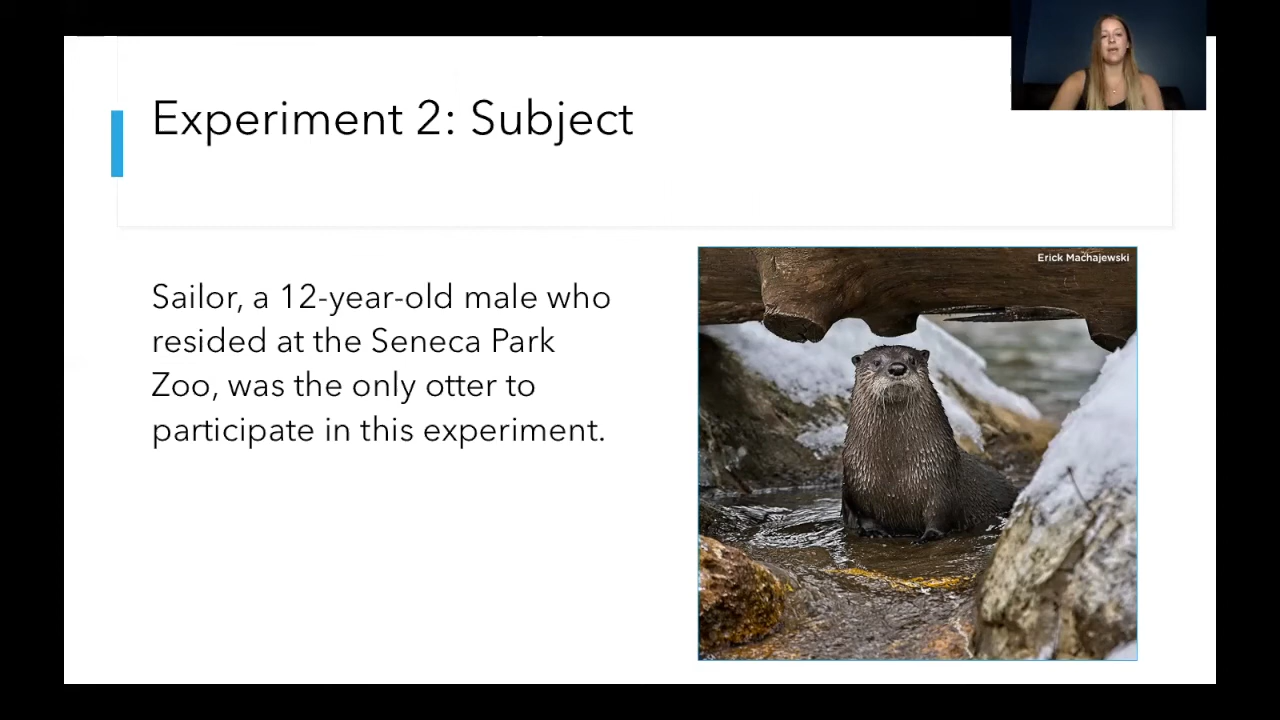 Experiment 2: Subject
Sailor, a 12-year-old male who
resided at the Seneca Park
Zoo, was the only otter to
participate in this experiment.
Erick Machajewski